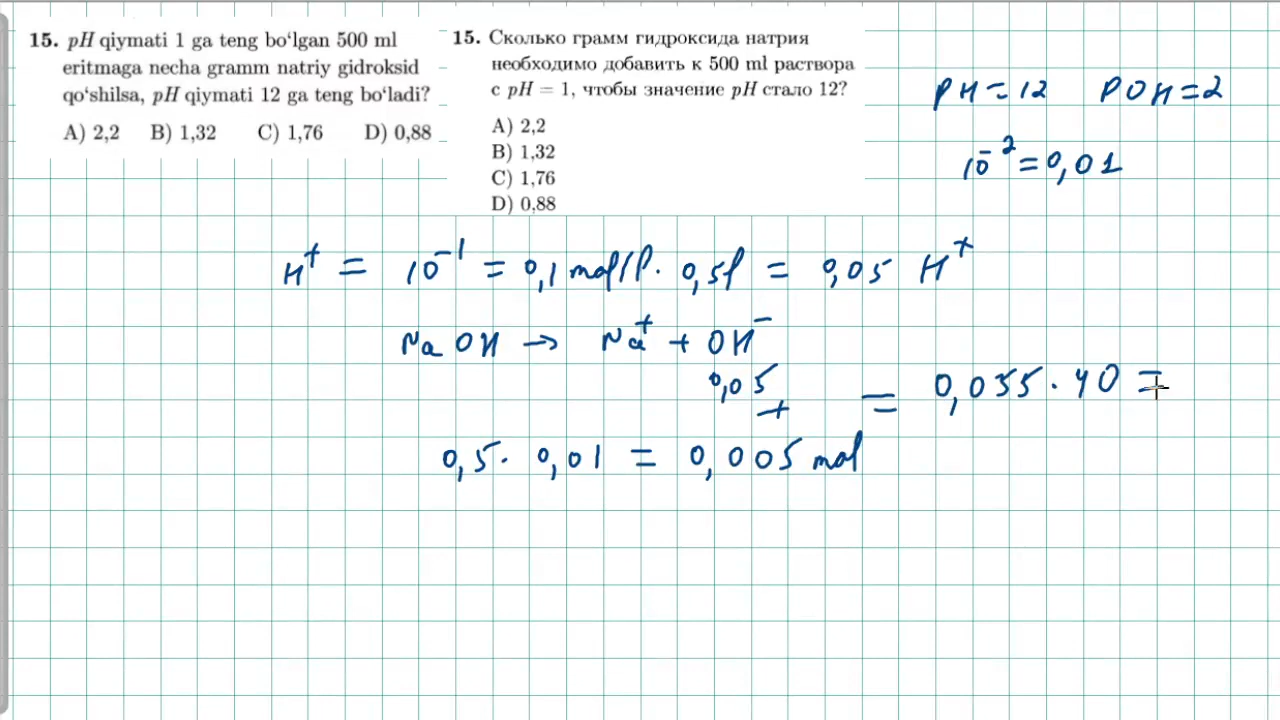 15. pH qiymati 1 ga teng bo‘lgan 500 ml
eritmaga necha gramm natriy gidroksid
qo‘shilsa, pH qiymati 12 ga teng bo‘ladi?
A) 2,2 B) 1,32 C) 1,76 D) 0,88
15. Сколько грамм гидроксида натрия
необходимо добавить к 500 ml раствора
с pH = 1, чтобы значение pH стало 12?
A) 2,2
B) 1,32
C) 1,76
D) 0,88
PH=12 POH=2
10⁻² = 0,01
H⁺ = 10⁻¹ = 0,1 mol/l · 0,5l = 0,05 H⁺
NaOH → Na⁺ + OH⁻
0,05
+ = 0,055 · 40 =
0,5 · 0,01 = 0,005 mol